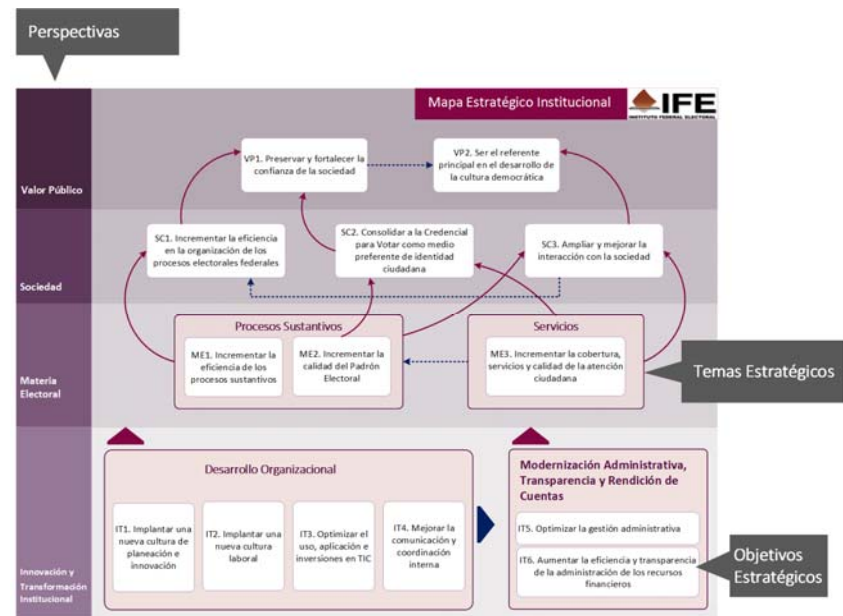 Perspectivas
Mapa Estratégico Institucional
IFE
INSTITUTO FEDERAL ELECTORAL
Valor Público
VP1. Preservar y fortalecer la
confianza de la sociedad
VP2. Ser el referente
principal en el desarrollo de
la cultura democrática
Sociedad
SC1. Incrementar la eficiencia
en la organización de los
procesos electorales federales
SC2. Consolidar a la Credencial
para Votar como medio
preferente de identidad
ciudadana
SC3. Ampliar y mejorar la
interacción con la sociedad
Materia
Electoral
Procesos Sustantivos
ME1. Incrementar la
eficiencia de los
procesos sustantivos
ME2. Incrementar la
calidad del Padrón
Electoral
Servicios
ME3. Incrementar la cobertura,
servicios y calidad de la atención
ciudadana
Temas Estratégicos
Innovación y
Transformación
Institucional
Desarrollo Organizacional
IT1. Implantar una
nueva cultura de
planeación e
innovación
IT2. Implantar una
nueva cultura
laboral
IT3. Optimizar el
uso, aplicación e
inversiones en TIC
IT4. Mejorar la
comunicación y
coordinación
interna
Modernización Administrativa,
Transparencia y Rendición de
Cuentas
IT5. Optimizar la gestión administrativa
IT6. Aumentar la eficiencia y transparencia
de la administración de los recursos
financieros
Objetivos
Estratégicos